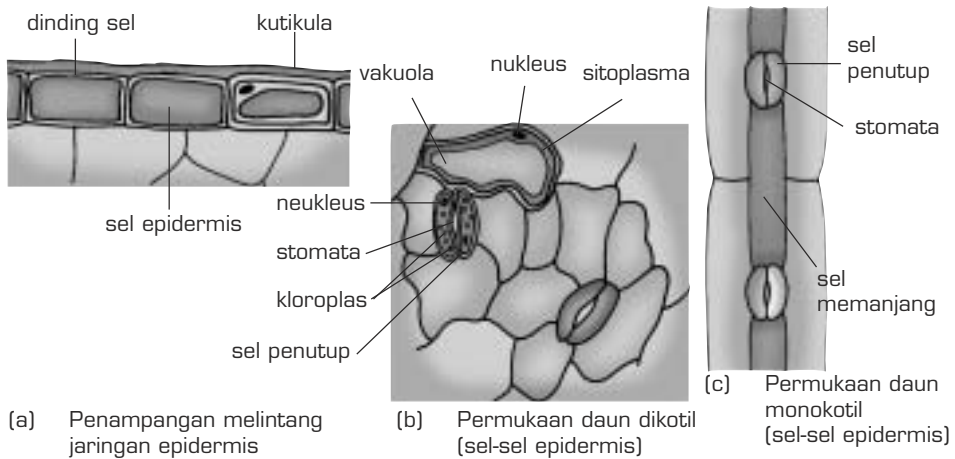 dinding sel
kutikula
sel epidermis
(a) Penampangan melintang
jaringan epidermis
vakuola
nukleus
sitoplasma
neukleus
stomata
kloroplas
sel penutup
(b) Permukaan daun dikotil
(sel-sel epidermis)
sel
penutup
stomata
sel
memanjang
(c) Permukaan daun
monokotil
(sel-sel epidermis)